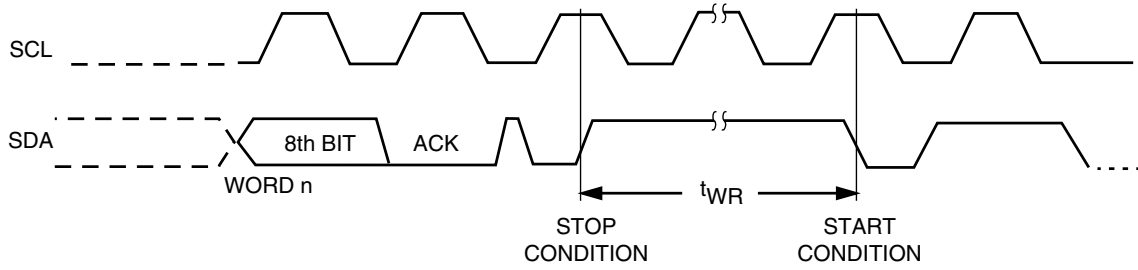 SCL
SDA
8th BIT
ACK
WORD n
tWR
STOP
CONDITION
START
CONDITION